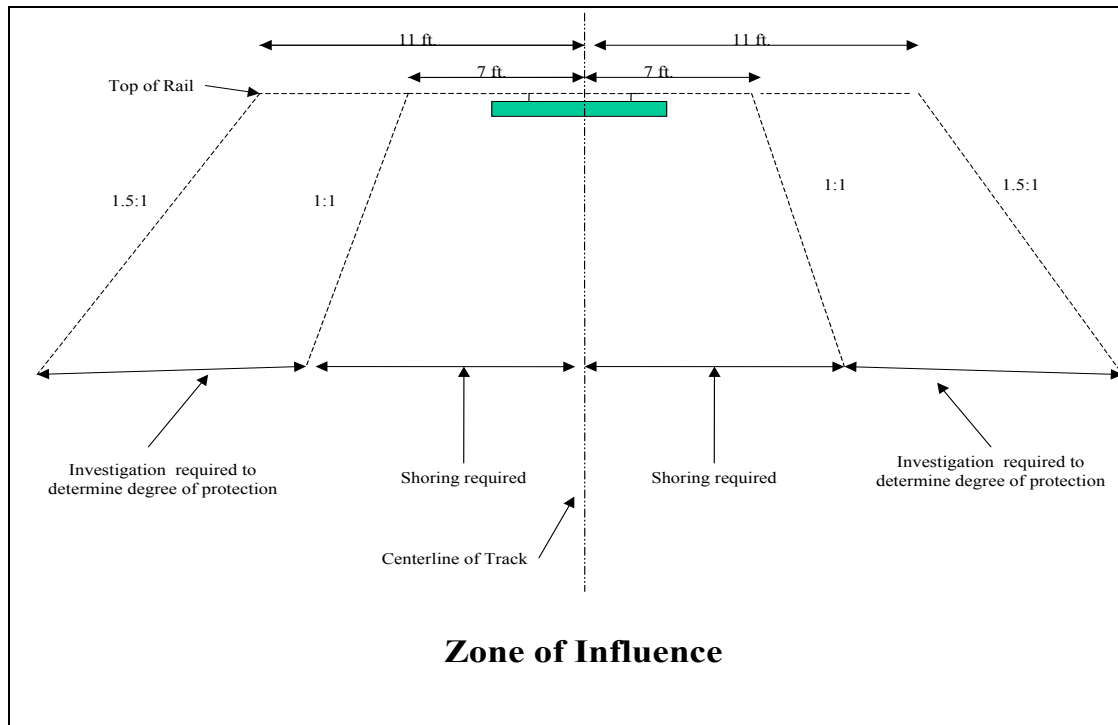 11 ft.
11 ft.
7 ft.
7 ft.
Top of Rail
1.5:1
1:1
1:1
1.5:1
Investigation required to
determine degree of protection
Shoring required
Shoring required
Investigation required to
determine degree of protection
Centerline of Track
Zone of Influence